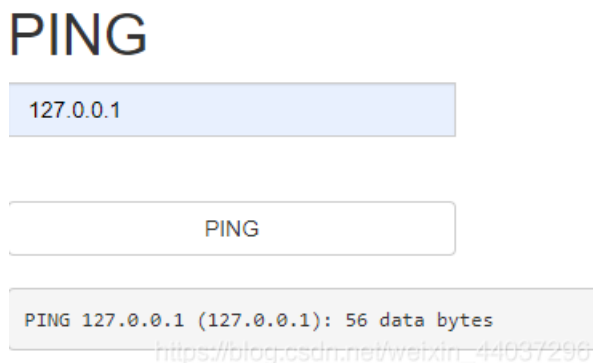 PING
127.0.0.1
PING
PING 127.0.0.1 (127.0.0.1): 56 data bytes
https://blog.csdn.net/weixin_44037296